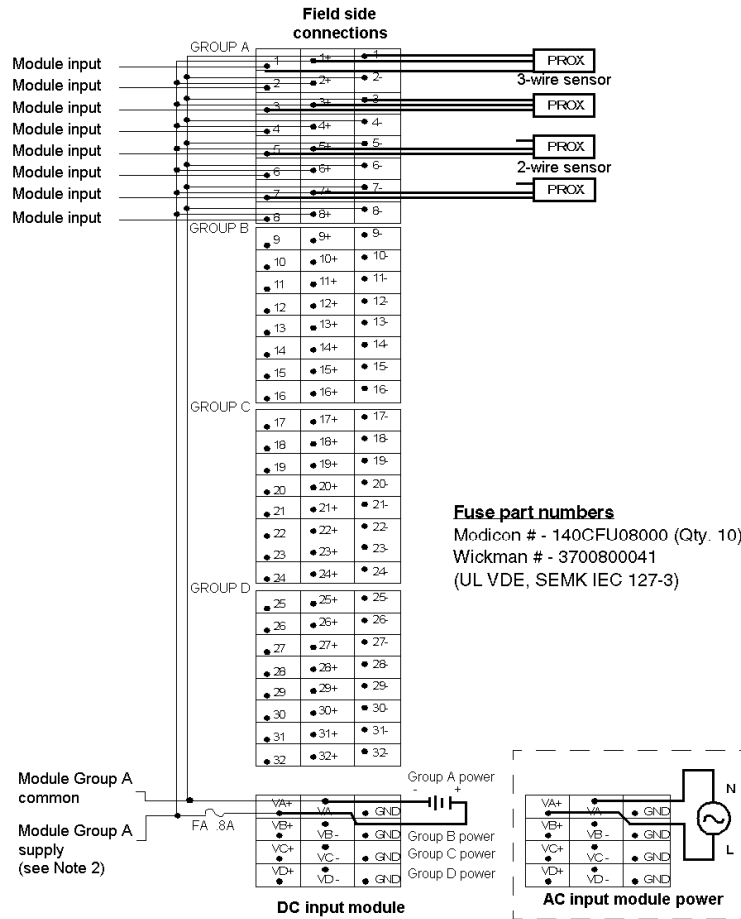 Field side
connections
GROUP A
Module input 1 1+ 1- PROX
3-wire sensor
Module input 2 2+ 2-
Module input 3 3+ 3- PROX
Module input 4 4+ 4-
Module input 5 5+ 5- PROX
2-wire sensor
Module input 6 6+ 6-
Module input 7 7+ 7- PROX
Module input 8 8+ 8-
GROUP B
9 9+ 9-
10 10+ 10-
11 11+ 11-
12 12+ 12-
13 13+ 13-
14 14+ 14-
15 15+ 15-
16 16+ 16-
GROUP C
17 17+ 17-
18 18+ 18-
19 19+ 19-
20 20+ 20-
21 21+ 21-
22 22+ 22-
23 23+ 23-
24 24+ 24-
Fuse part numbers
Modicon # - 140CFU08000 (Qty. 10)
Wickman # - 3700800041
(UL VDE, SEMK IEC 127-3)
GROUP D
25 25+ 25-
26 26+ 26-
27 27+ 27-
28 28+ 28-
29 29+ 29-
30 30+ 30-
31 31+ 31-
32 32+ 32-
Module Group A
common
Module Group A
supply
(see Note 2)
FA .8A
Group A power
- +
VA+ VA- GND
VB+ VB- GND Group B power
VC+ VC- GND Group C power
VD+ VD- GND Group D power
DC input module
N
L
VA+ VA- GND
VB+ VB- GND
VC+ VC- GND
VD+ VD- GND
AC input module power